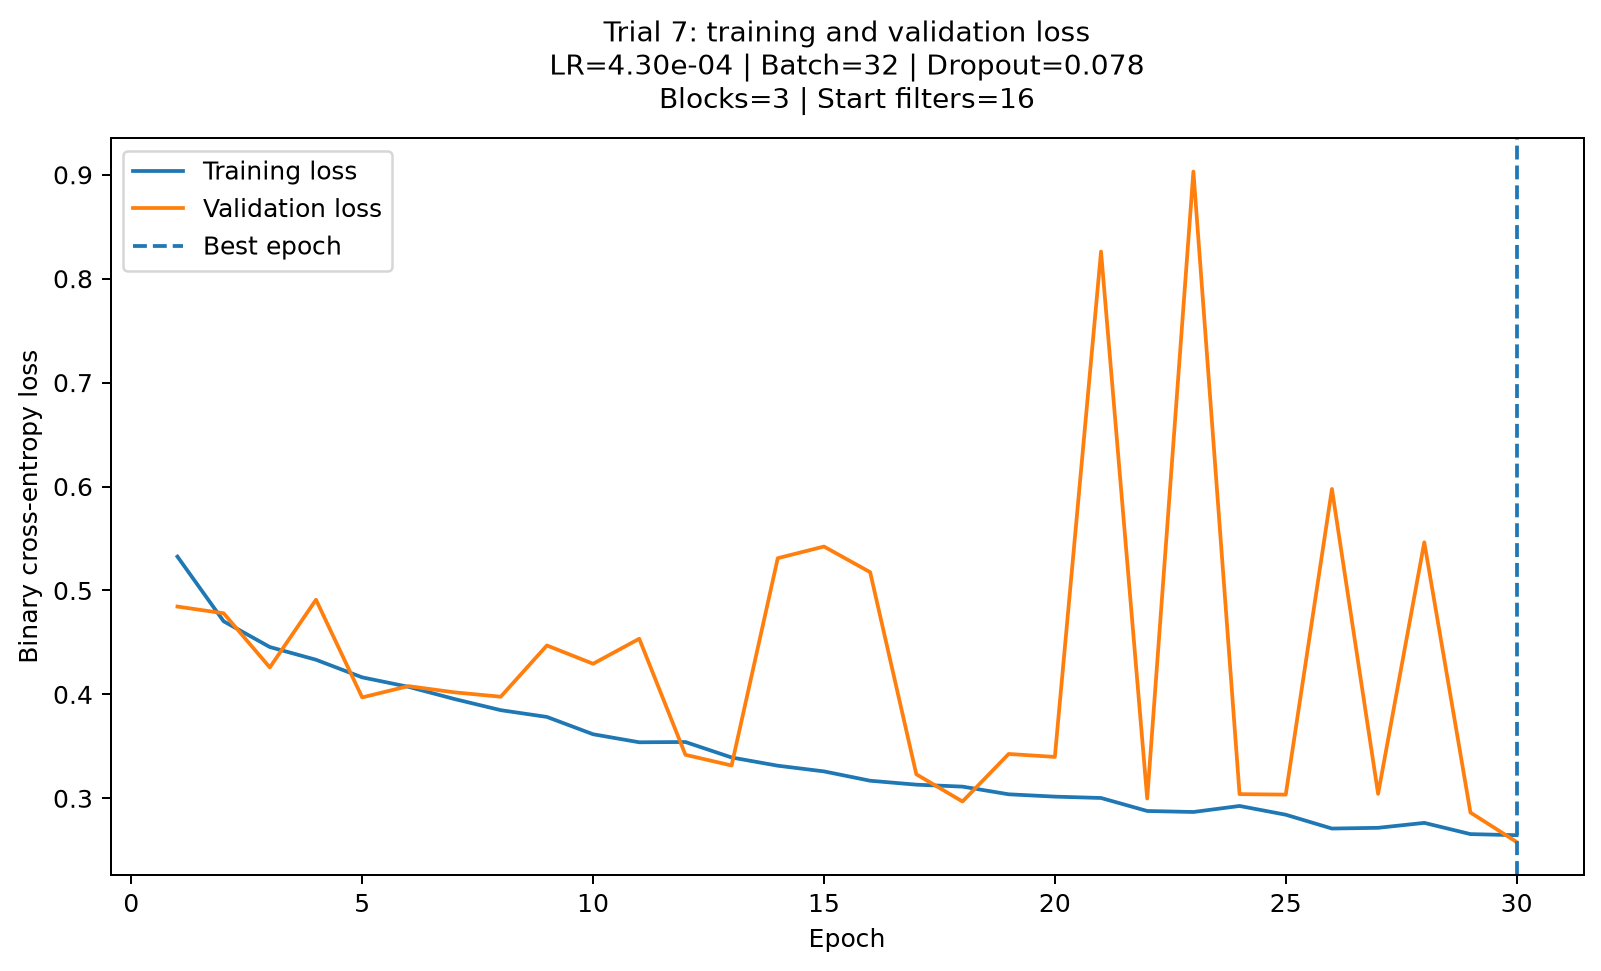 Trial 7: training and validation loss
LR=4.30e-04 | Batch=32 | Dropout=0.078
Blocks=3 | Start filters=16
Training loss
Validation loss
Best epoch
Binary cross-entropy loss
0.9
0.8
0.7
0.6
0.5
0.4
0.3
0
5
10
15
20
25
30
Epoch